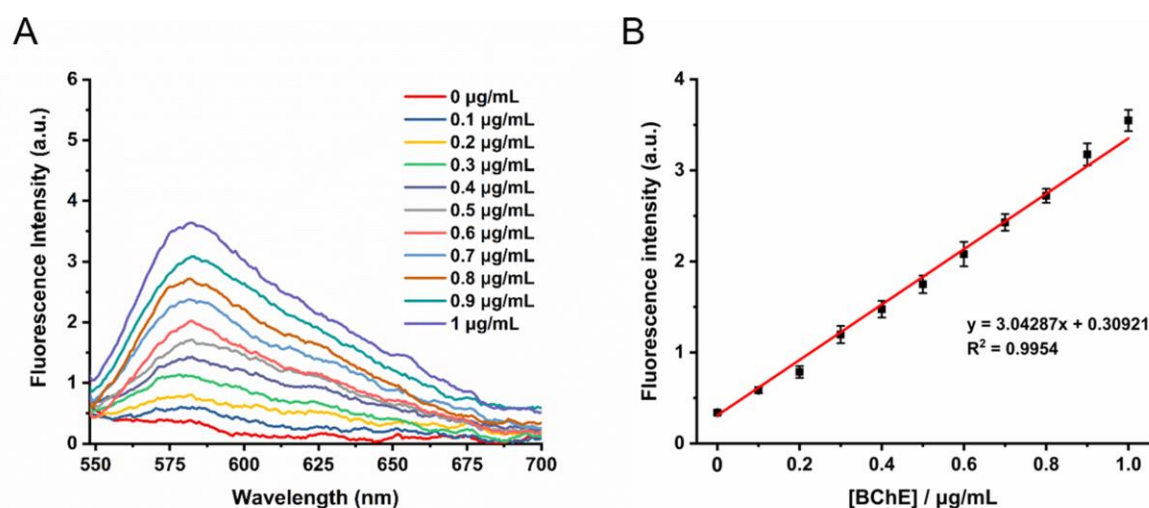 A
Fluorescence Intensity (a.u.)
6
5
4
3
2
1
0
550
575
600
625
650
675
700
Wavelength (nm)
0 µg/mL
0.1 µg/mL
0.2 µg/mL
0.3 µg/mL
0.4 µg/mL
0.5 µg/mL
0.6 µg/mL
0.7 µg/mL
0.8 µg/mL
0.9 µg/mL
1 µg/mL
B
Fluorescence intensity (a.u.)
4
3
2
1
0
0
0.2
0.4
0.6
0.8
1.0
[BChE] / µg/mL
y = 3.04287x + 0.30921
R² = 0.9954